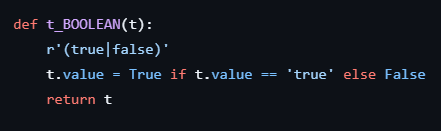 def t_BOOLEAN(t):
    r'(true|false)'
    t.value = True if t.value == 'true' else False
    return t